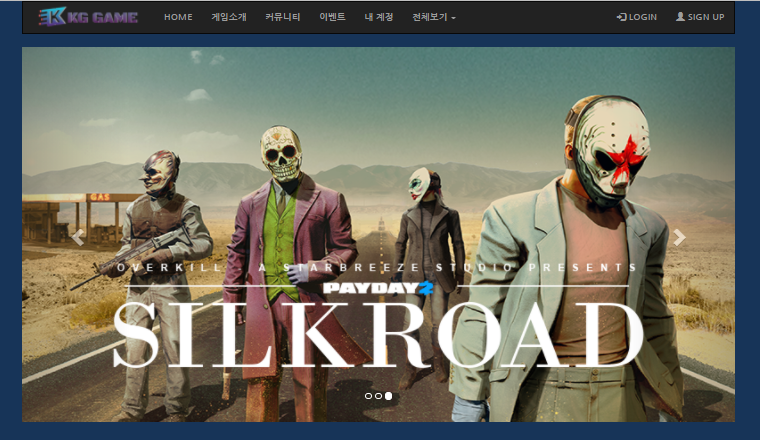 KG GAME HOME 게임소개 커뮤니티 이벤트 내 계정 전체보기 LOGIN SIGN UP
GAS
OVERKILL - A STARBREEZE STUDIO PRESENTS
PAYDAY 2
SILKROAD